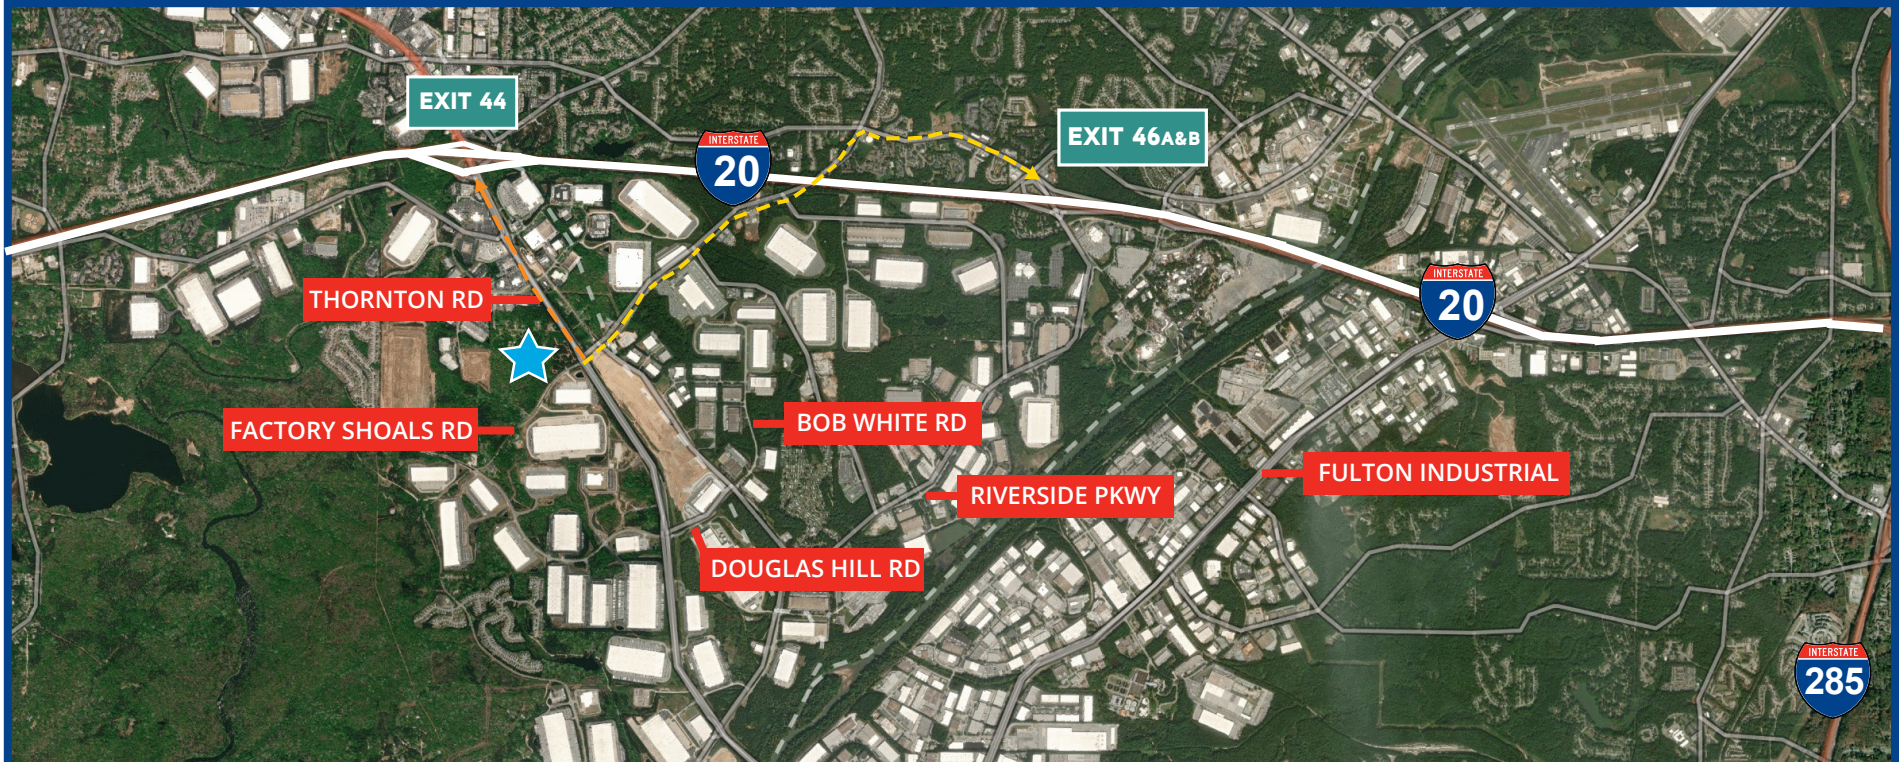 EXIT 44
EXIT 46A&B
INTERSTATE
20
THORNTON RD
INTERSTATE
20
FACTORY SHOALS RD
BOB WHITE RD
RIVERSIDE PKWY
FULTON INDUSTRIAL
DOUGLAS HILL RD
INTERSTATE
285